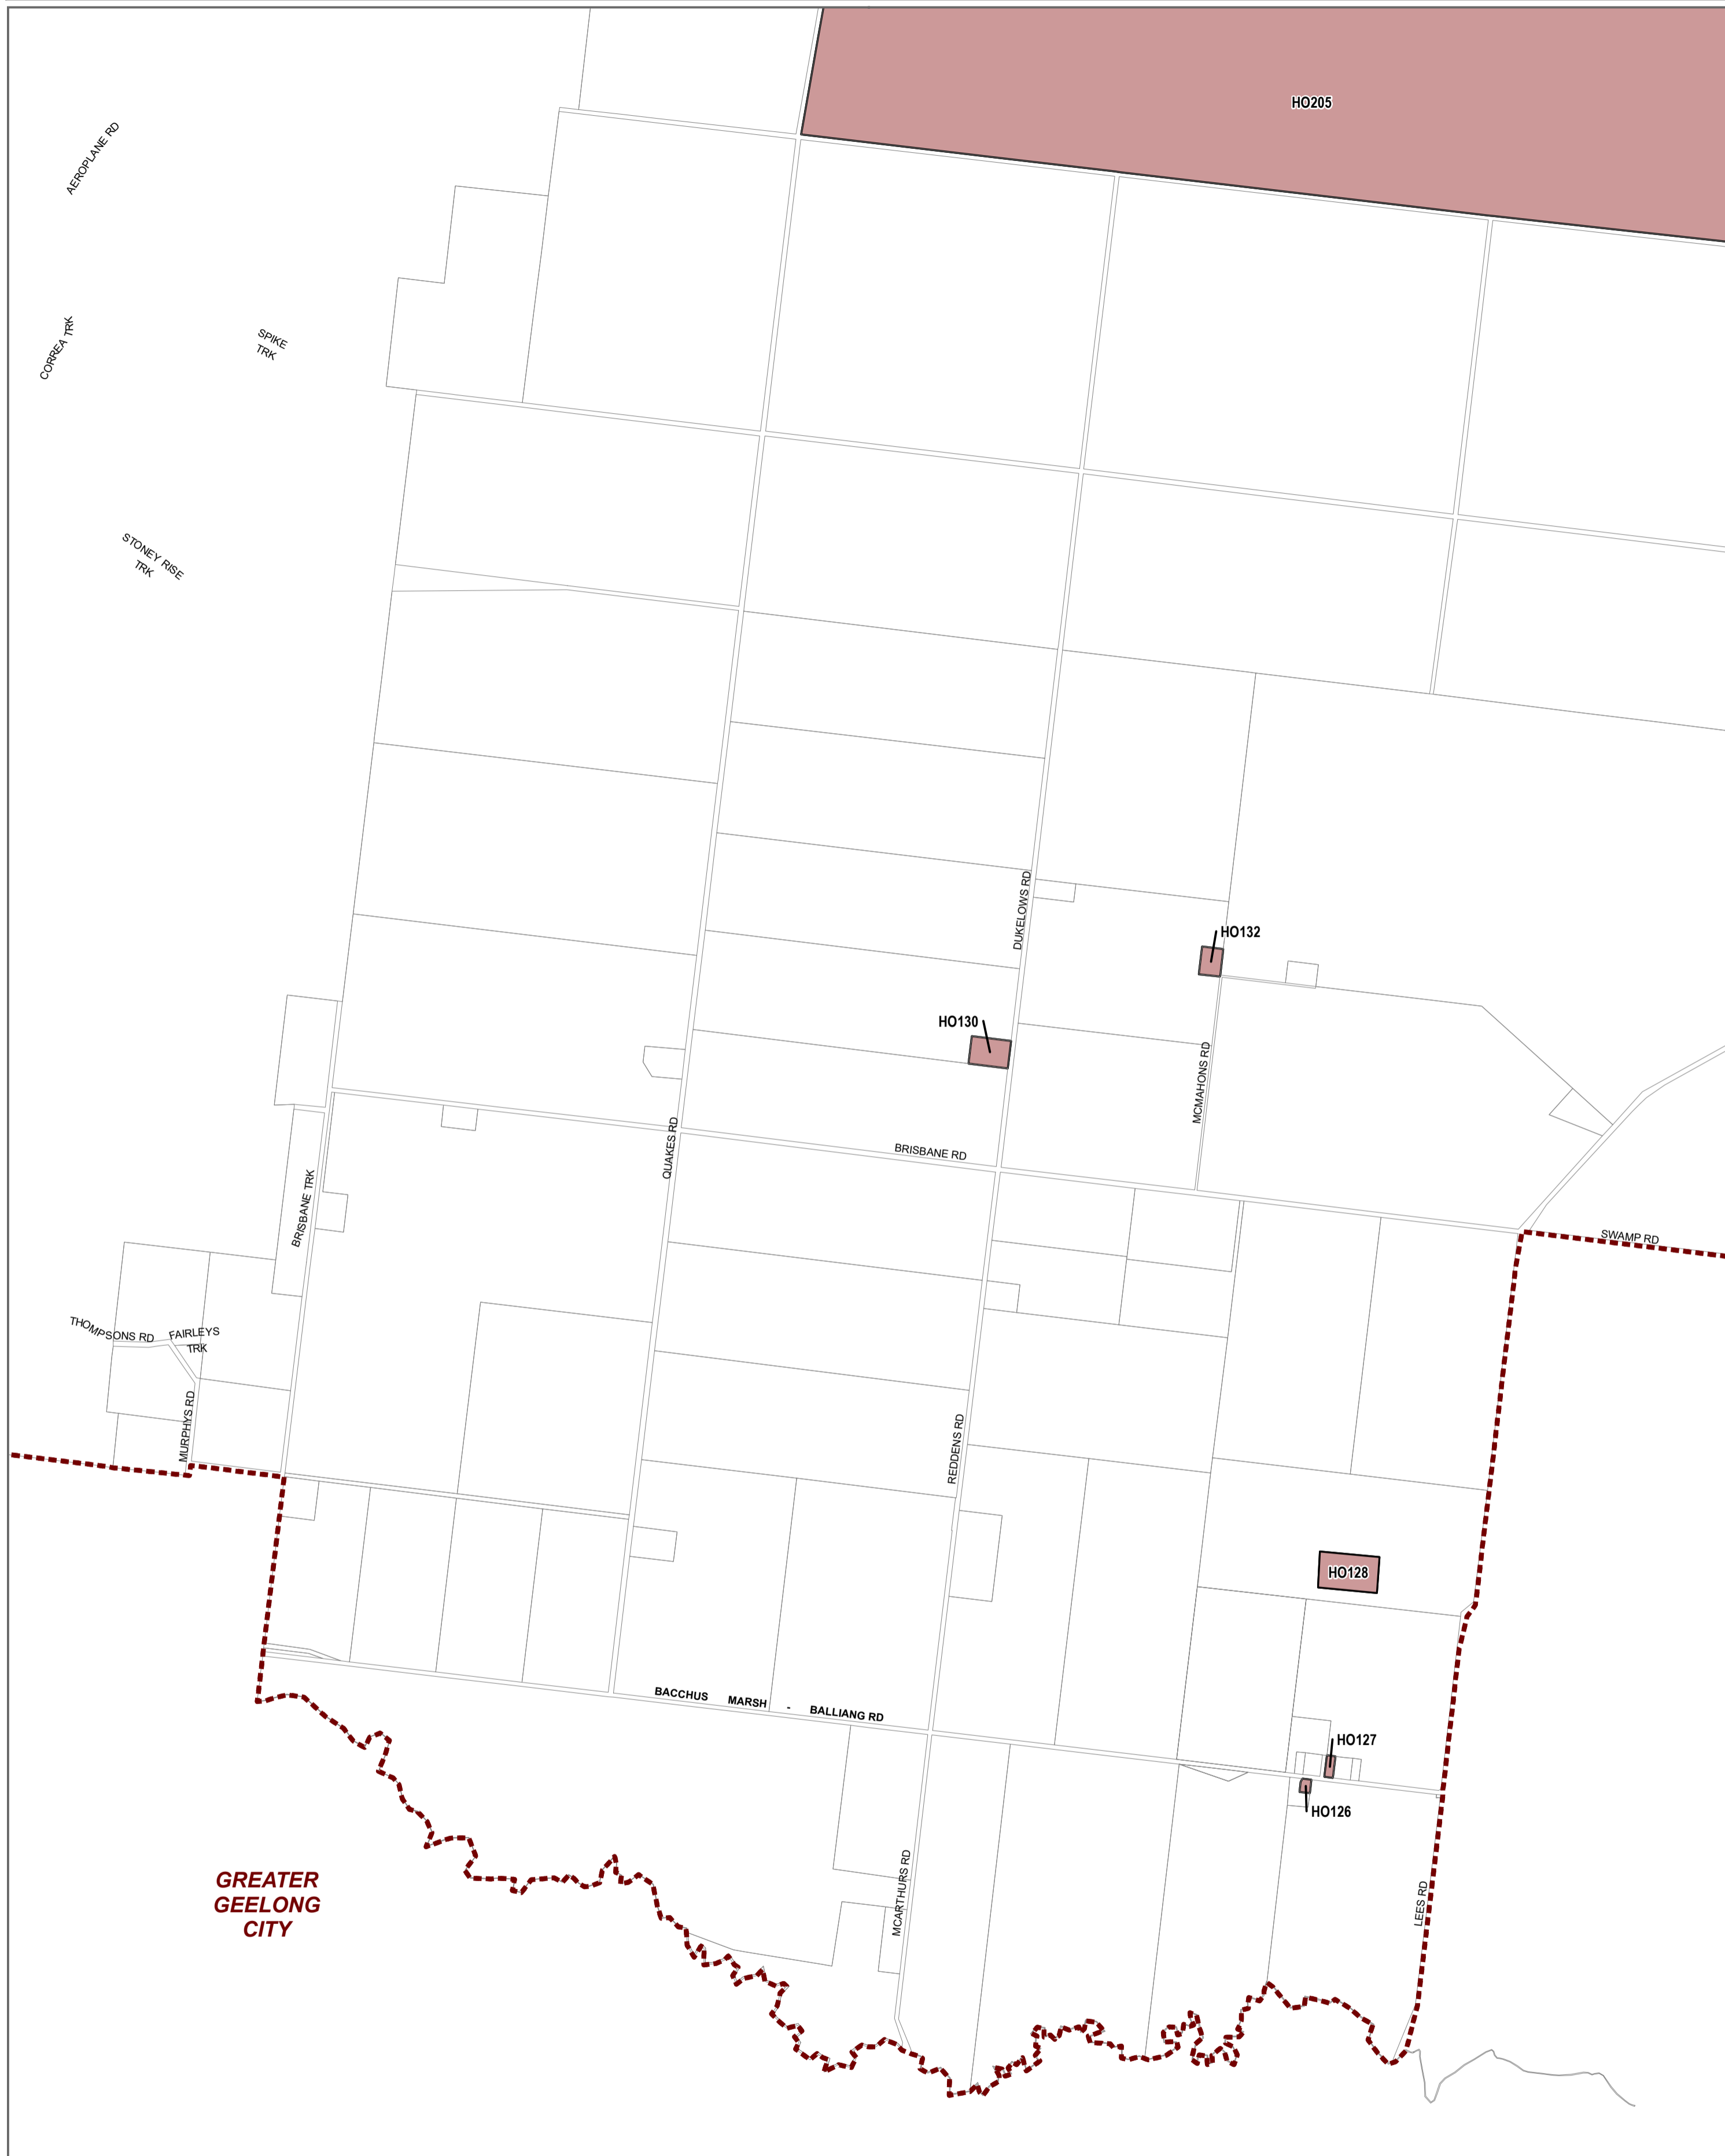 HO205
AEROPLANE RD
CORREA TRK
SPIKE
TRK
STONEY RISE
TRK
DUKELOWS RD
HO132
HO130
MCMAHONS RD
QUAKES RD
BRISBANE RD
BRISBANE TRK
SWAMP RD
THOMPSONS RD
FAIRLEYS
TRK
MURPHYS RD
REDDENS RD
HO128
BACCHUS MARSH - BALLIANG RD
HO127
HO126
MCARTHURS RD
LEES RD
GREATER
GEELONG
CITY